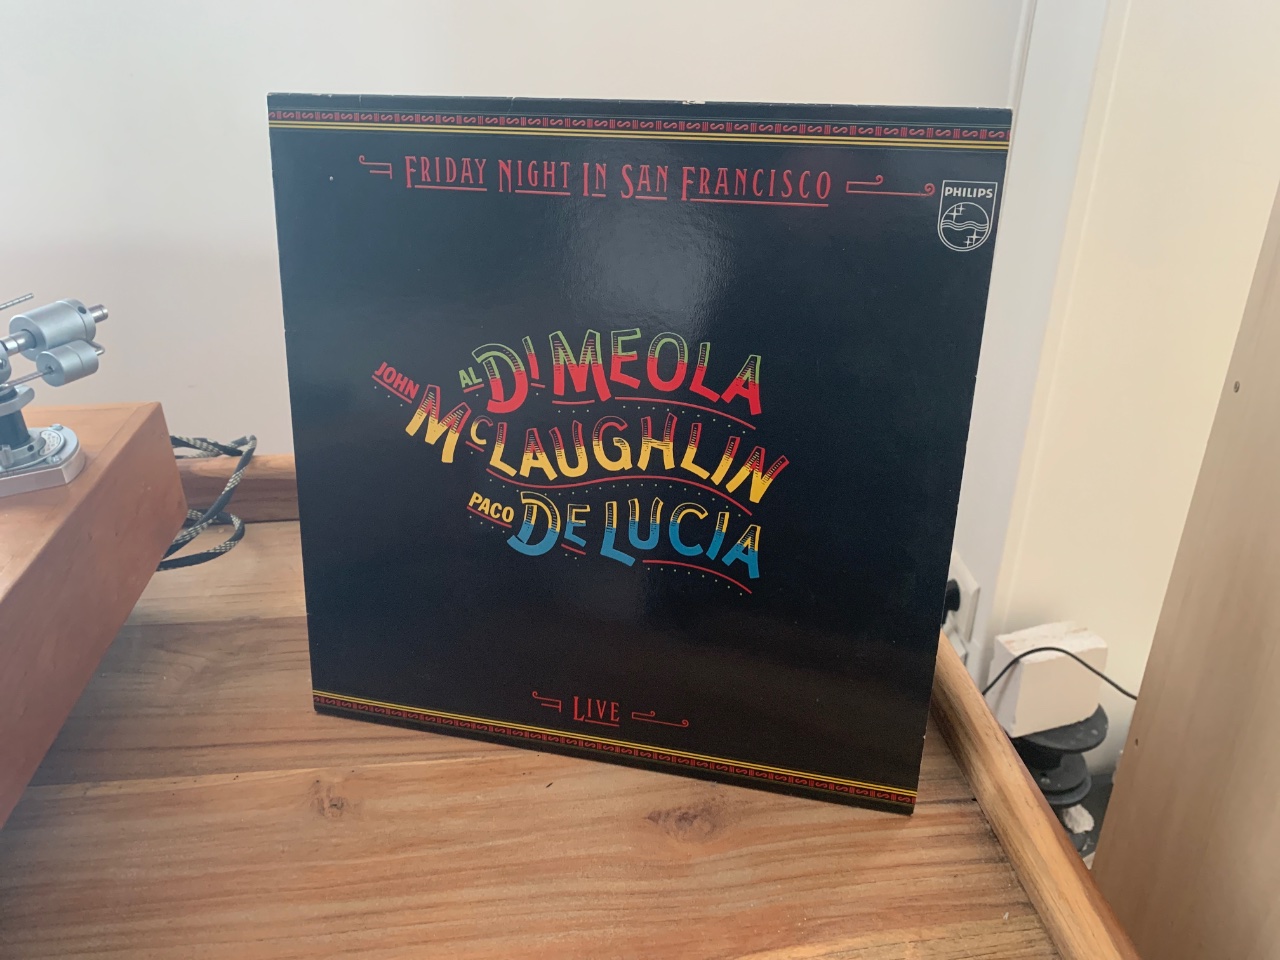 FRIDAY NIGHT IN SAN FRANCISCO
PHILIPS
AL DI MEOLA
JOHN MCLAUGHLIN
PACO DE LUCIA
LIVE